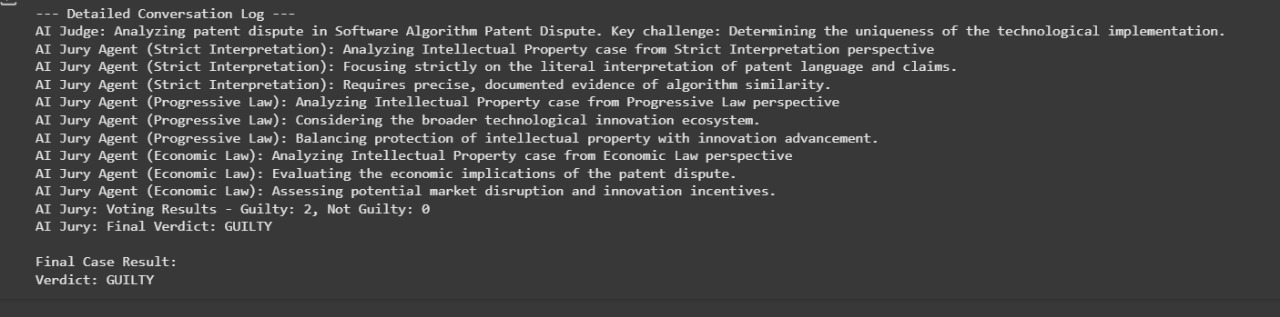 --- Detailed Conversation Log ---
AI Judge: Analyzing patent dispute in Software Algorithm Patent Dispute. Key challenge: Determining the uniqueness of the technological implementation.
AI Jury Agent (Strict Interpretation): Analyzing Intellectual Property case from Strict Interpretation perspective
AI Jury Agent (Strict Interpretation): Focusing strictly on the literal interpretation of patent language and claims.
AI Jury Agent (Strict Interpretation): Requires precise, documented evidence of algorithm similarity.
AI Jury Agent (Progressive Law): Analyzing Intellectual Property case from Progressive Law perspective
AI Jury Agent (Progressive Law): Considering the broader technological innovation ecosystem.
AI Jury Agent (Progressive Law): Balancing protection of intellectual property with innovation advancement.
AI Jury Agent (Economic Law): Analyzing Intellectual Property case from Economic Law perspective
AI Jury Agent (Economic Law): Evaluating the economic implications of the patent dispute.
AI Jury Agent (Economic Law): Assessing potential market disruption and innovation incentives.
AI Jury: Voting Results - Guilty: 2, Not Guilty: 0
AI Jury: Final Verdict: GUILTY
Final Case Result:
Verdict: GUILTY